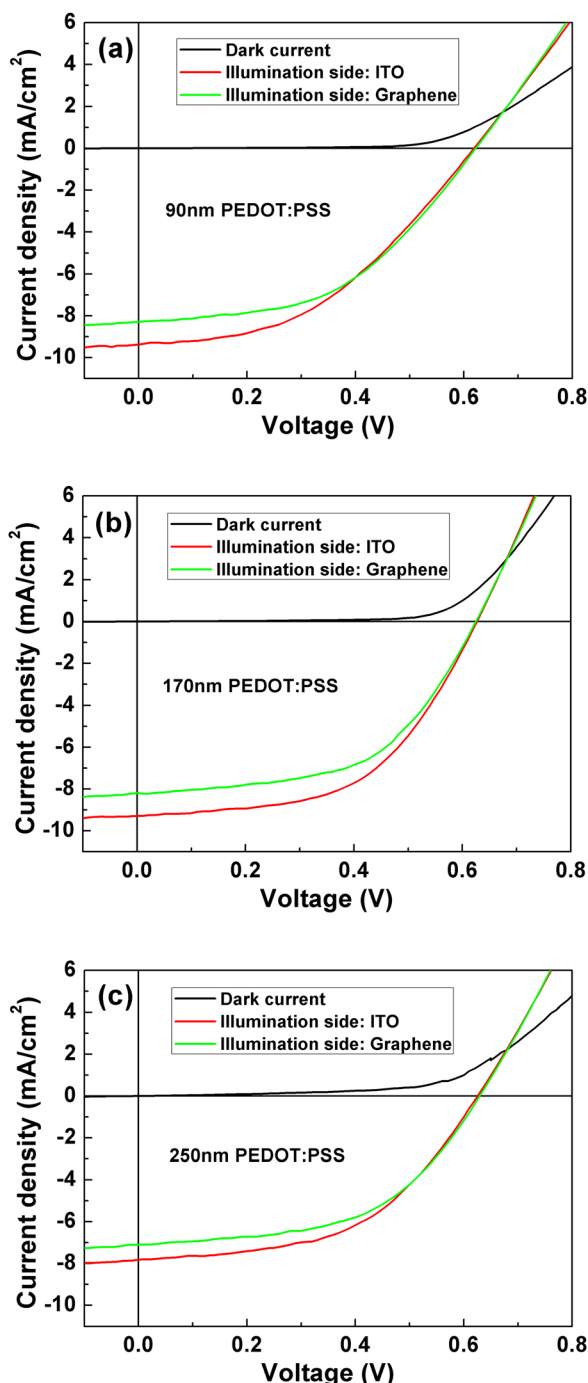 (a)
Dark current
Illumination side: ITO
Illumination side: Graphene
90nm PEDOT:PSS
Current density (mA/cm²)
6
4
2
0
-2
-4
-6
-8
-10
0.0 0.2 0.4 0.6 0.8
Voltage (V)
(b)
Dark current
Illumination side: ITO
Illumination side: Graphene
170nm PEDOT:PSS
Current density (mA/cm²)
6
4
2
0
-2
-4
-6
-8
-10
0.0 0.2 0.4 0.6 0.8
Voltage (V)
(c)
Dark current
Illumination side: ITO
Illumination side: Graphene
250nm PEDOT:PSS
Current density (mA/cm²)
6
4
2
0
-2
-4
-6
-8
-10
0.0 0.2 0.4 0.6 0.8
Voltage (V)